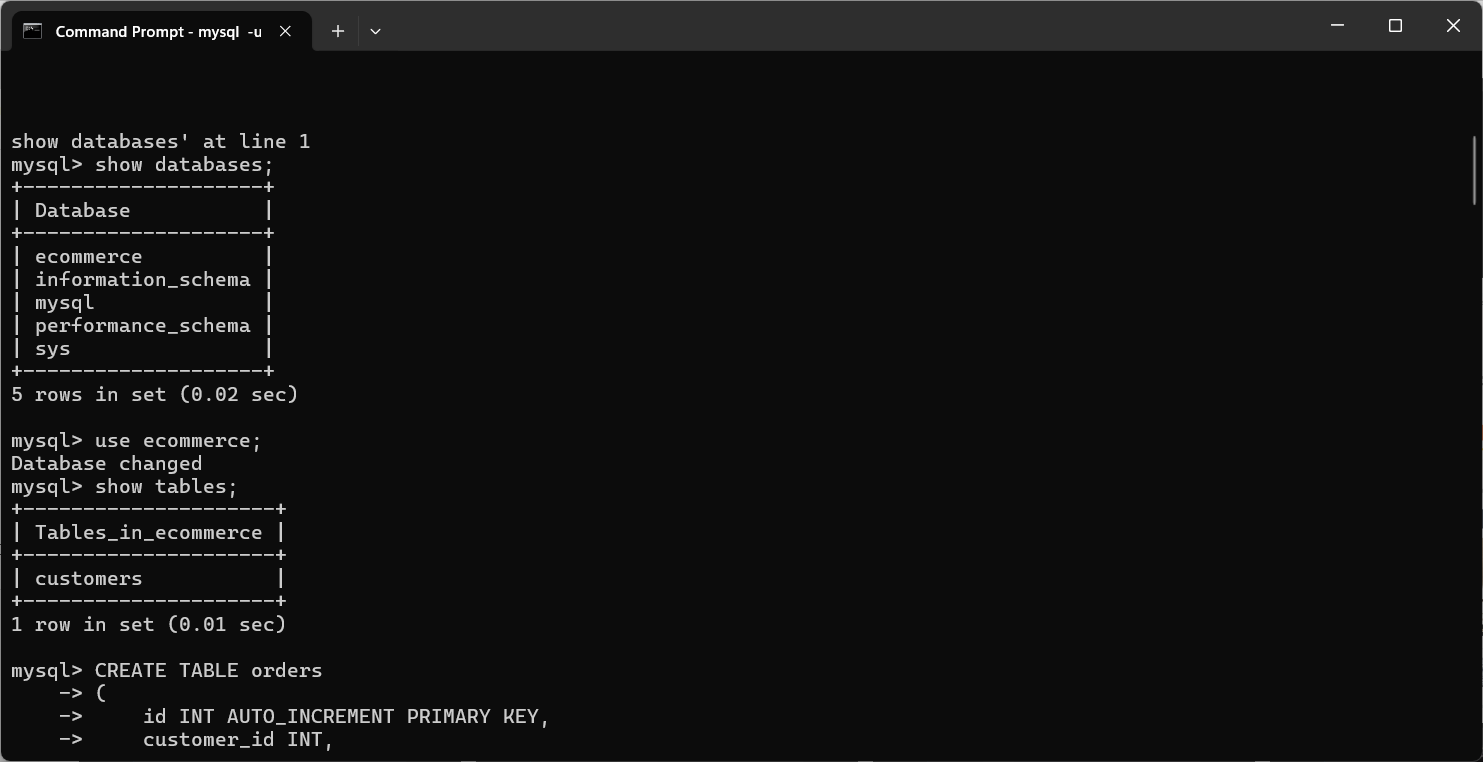 Command Prompt - mysql  -u
show databases' at line 1
mysql> show databases;
+--------------------+
| Database           |
+--------------------+
| ecommerce          |
| information_schema |
| mysql              |
| performance_schema |
| sys                |
+--------------------+
5 rows in set (0.02 sec)
mysql> use ecommerce;
Database changed
mysql> show tables;
+---------------------+
| Tables_in_ecommerce |
+---------------------+
| customers           |
+---------------------+
1 row in set (0.01 sec)
mysql> CREATE TABLE orders
    -> (
    ->     id INT AUTO_INCREMENT PRIMARY KEY,
    ->     customer_id INT,